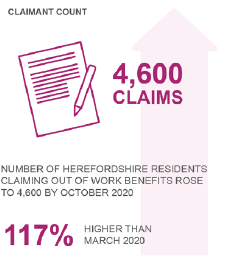 CLAIMANT COUNT
4,600
CLAIMS
NUMBER OF HEREFORDSHIRE RESIDENTS
CLAIMING OUT OF WORK BENEFITS ROSE
TO 4,600 BY OCTOBER 2020
117% HIGHER THAN
MARCH 2020